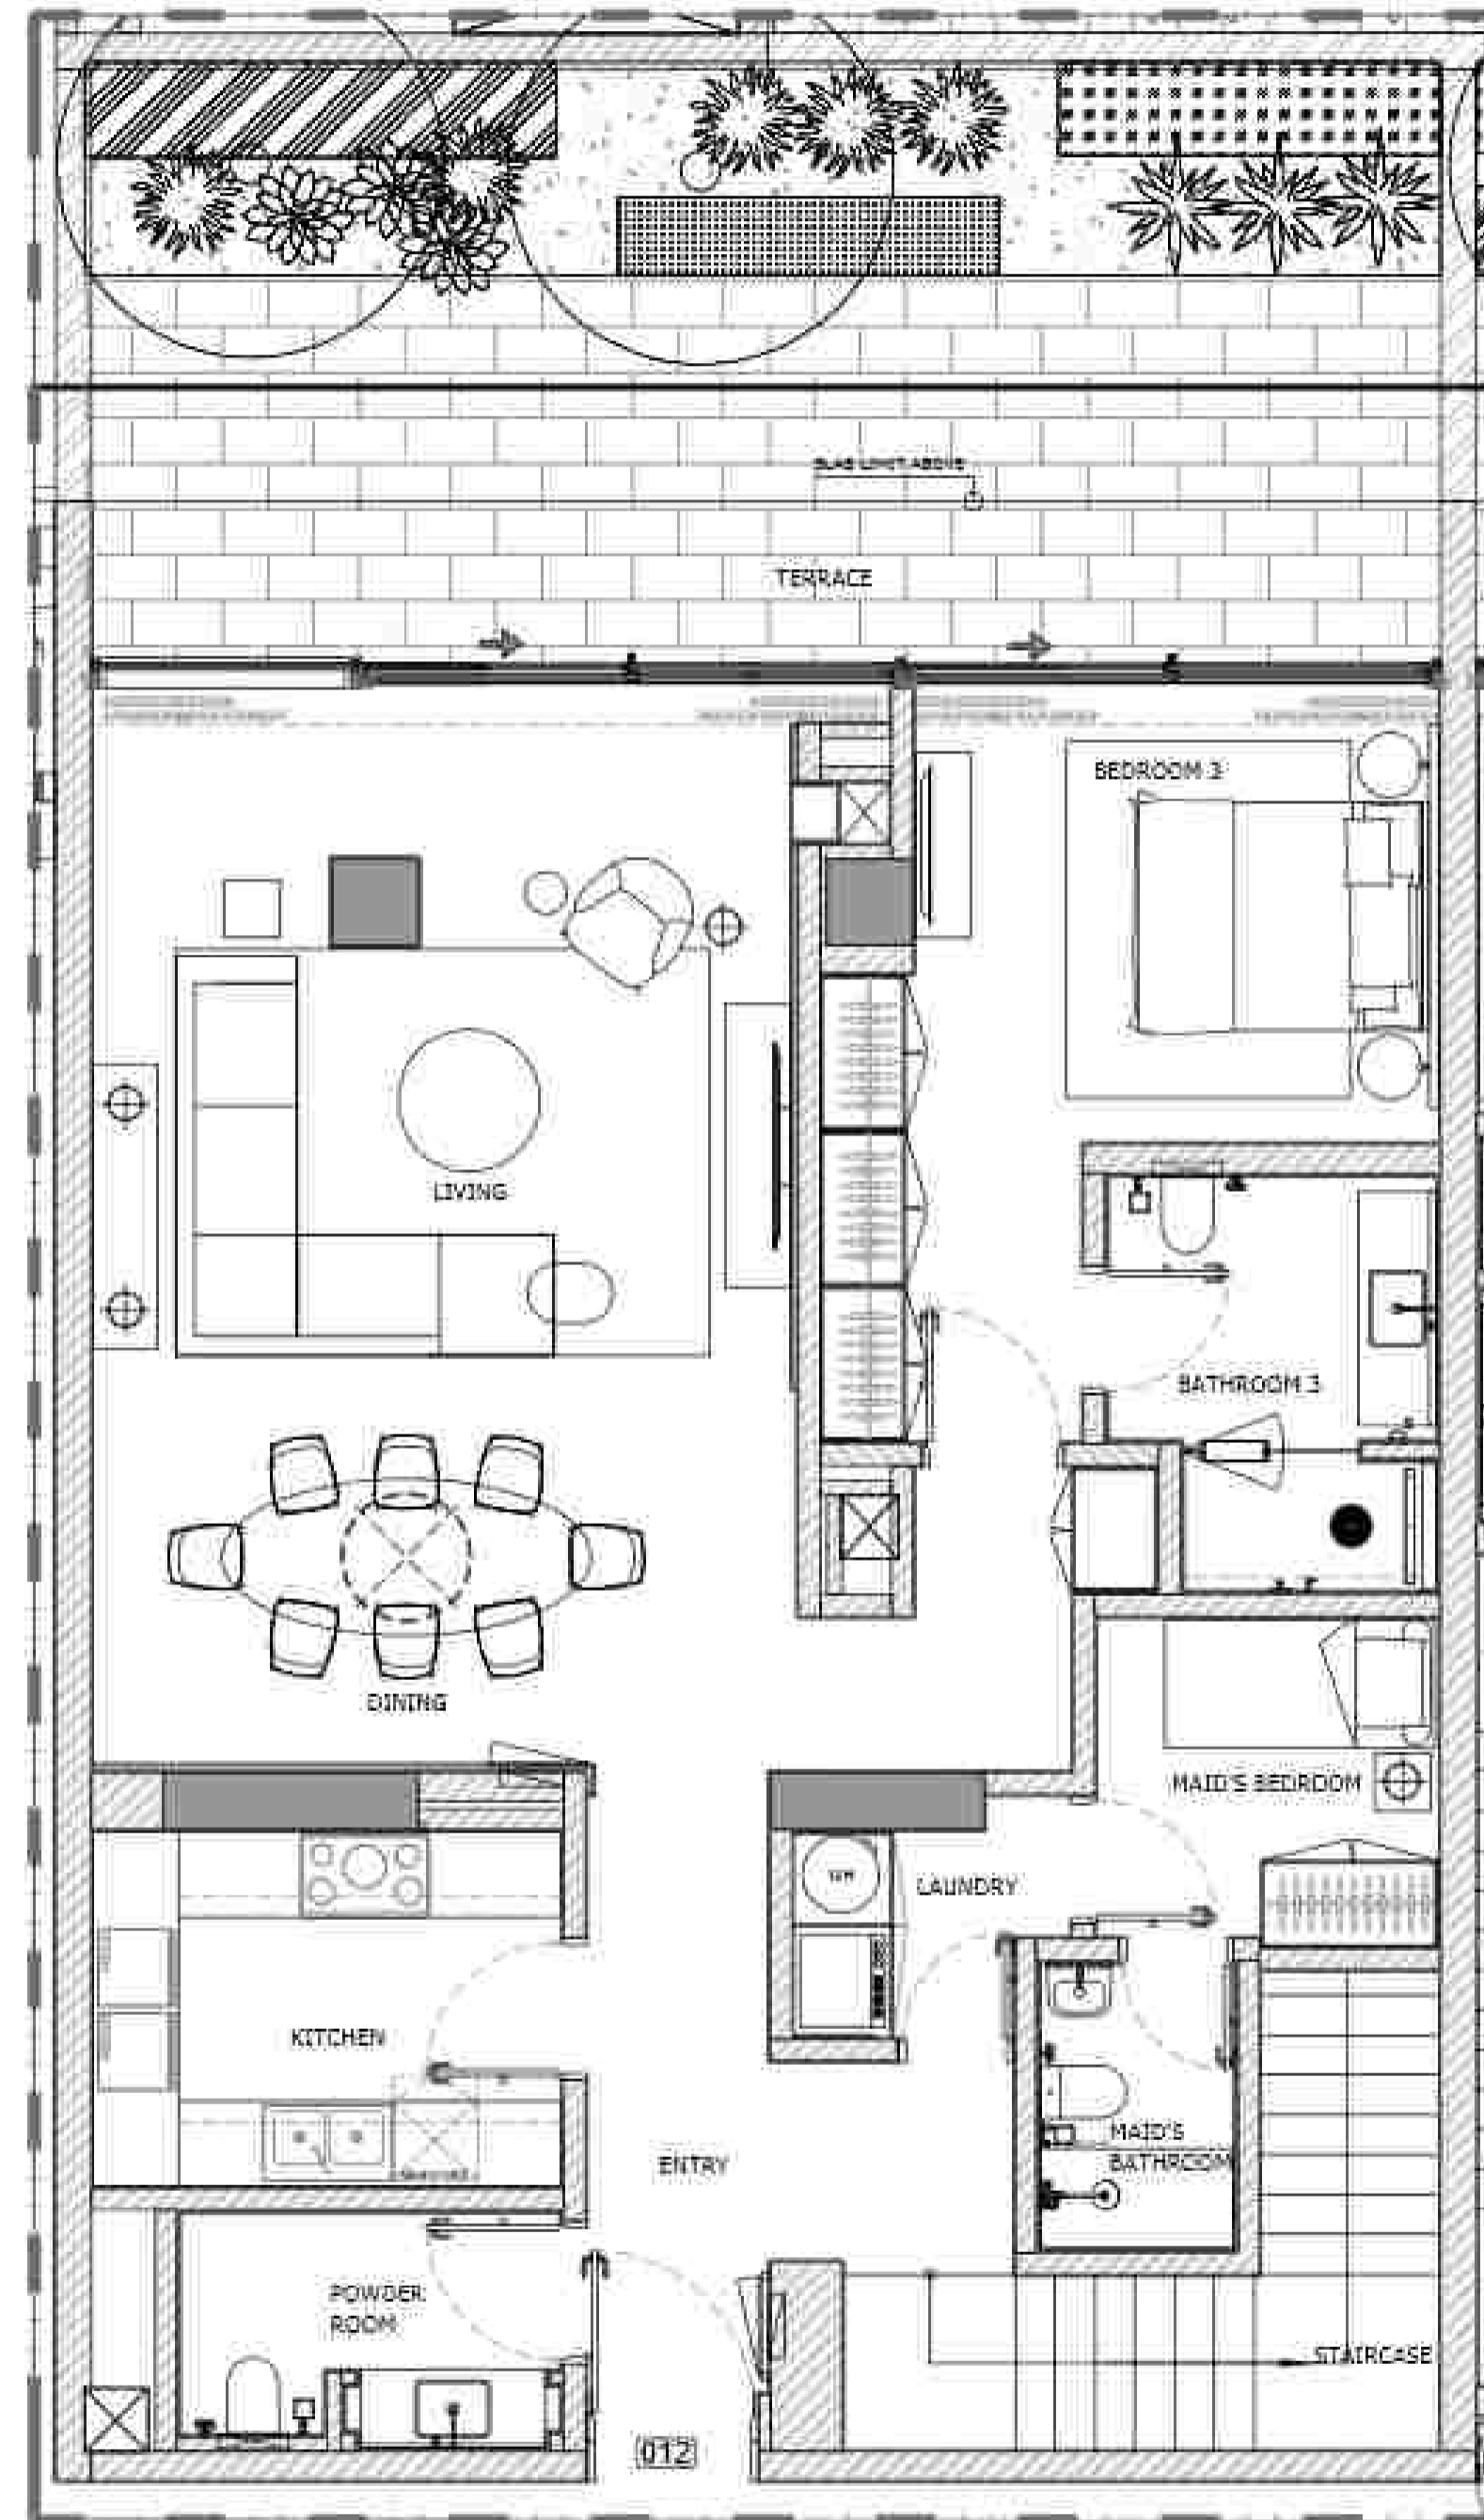 SLAB LIMIT ABOVE
TERRACE
BEDROOM 3
LIVING
BATHROOM 3
DINING
MAID'S BEDROOM
LAUNDRY
KITCHEN
MAID'S
BATHROOM
ENTRY
POWDER
ROOM
STAIRCASE
012